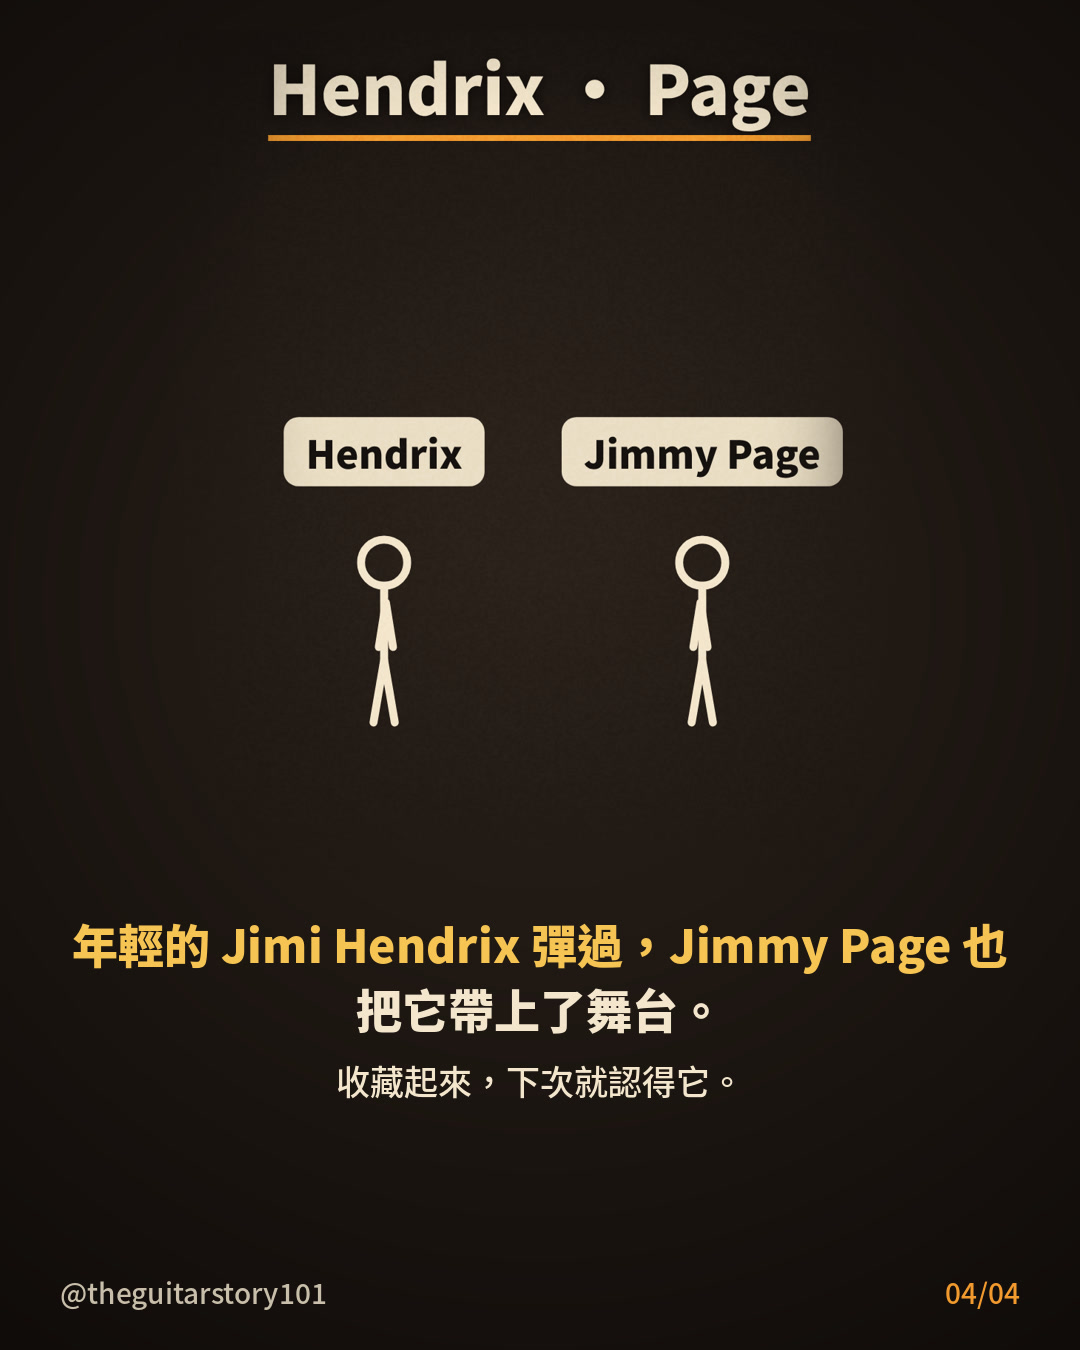 Hendrix • Page
Hendrix
Jimmy Page
年輕的 Jimi Hendrix 彈過，Jimmy Page 也
把它帶上了舞台。
收藏起來，下次就認得它。
@theguitarstory101
04/04